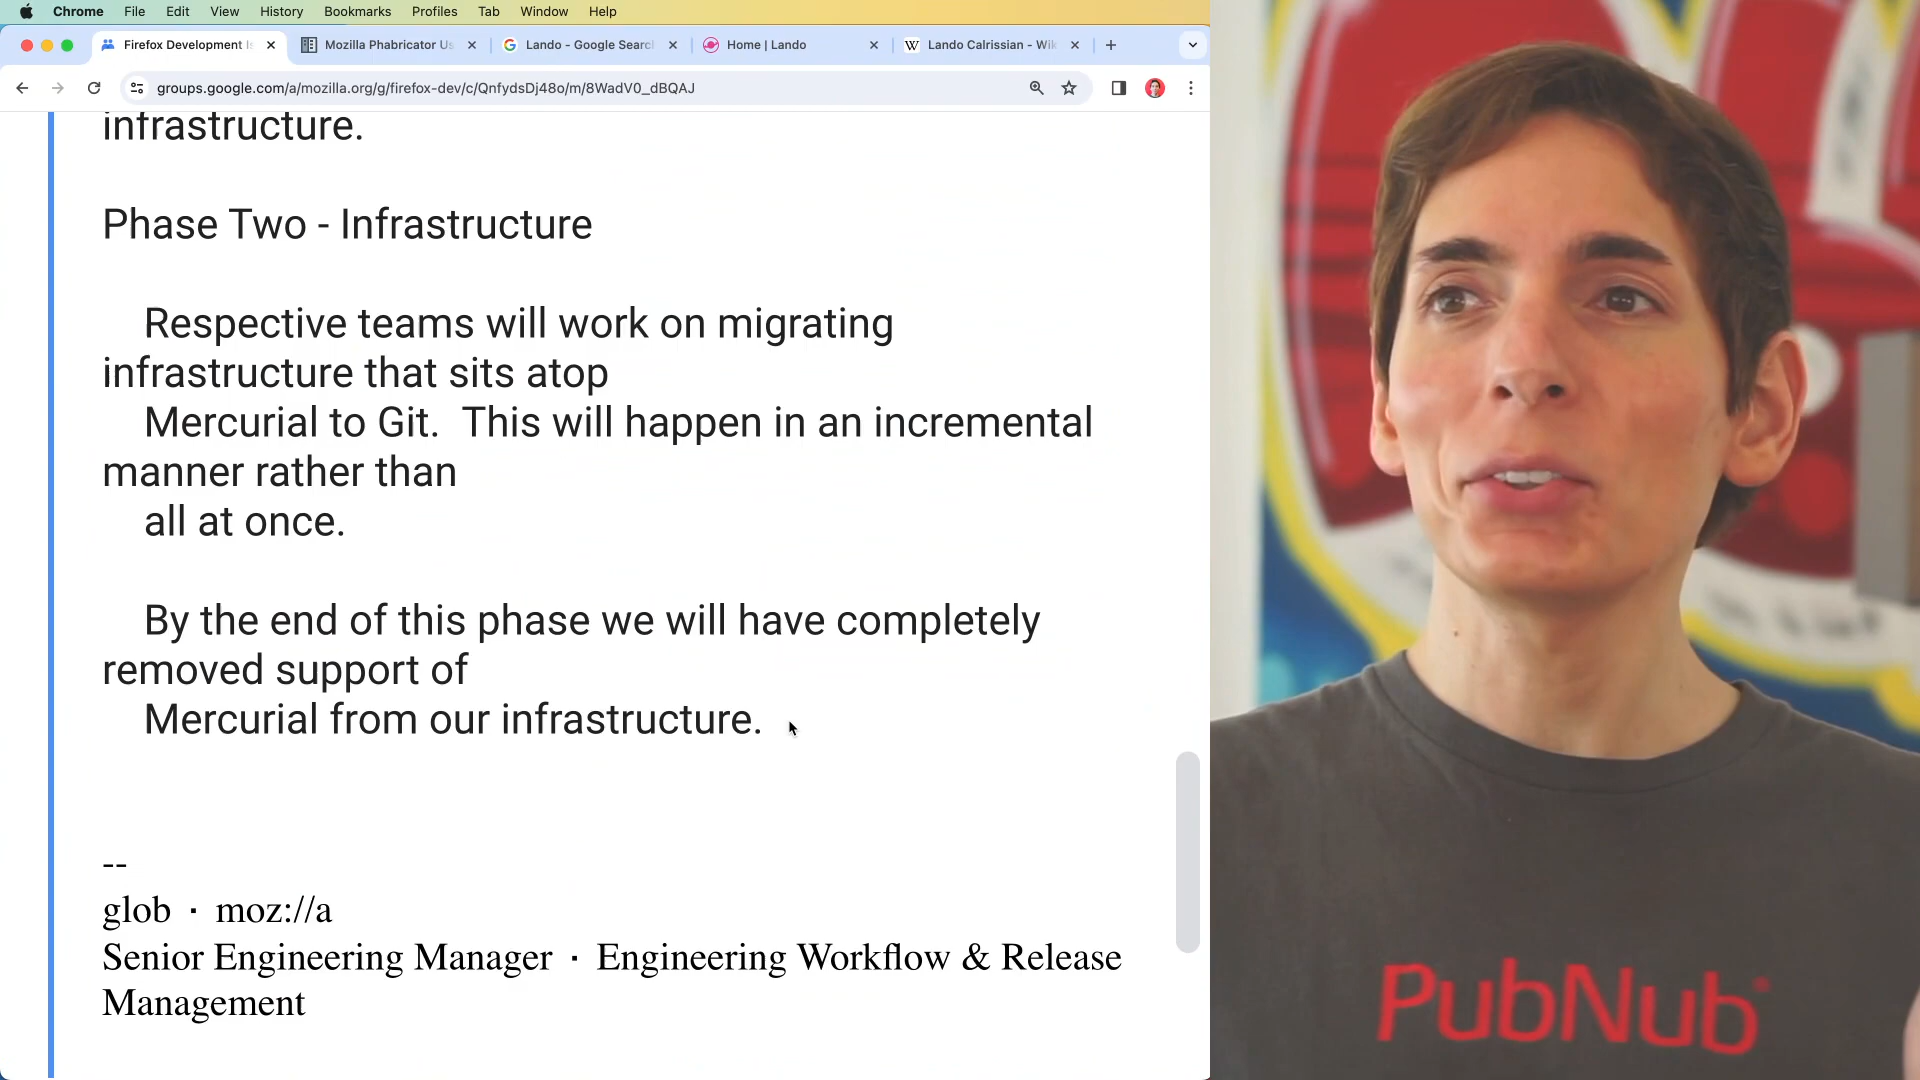 Chrome File Edit View History Bookmarks Profiles Tab Window Help
Firefox Development Is
Mozilla Phabricator Us
Lando - Google Search
Home | Lando
Lando Calrissian - Wik
groups.google.com/a/mozilla.org/g/firefox-dev/c/QnfydsDj48o/m/8WadV0_dBQAJ
infrastructure.
Phase Two - Infrastructure
Respective teams will work on migrating
infrastructure that sits atop
Mercurial to Git. This will happen in an incremental
manner rather than
all at once.
By the end of this phase we will have completely
removed support of
Mercurial from our infrastructure.
--
glob · moz://a
Senior Engineering Manager · Engineering Workflow & Release
Management
PubNub